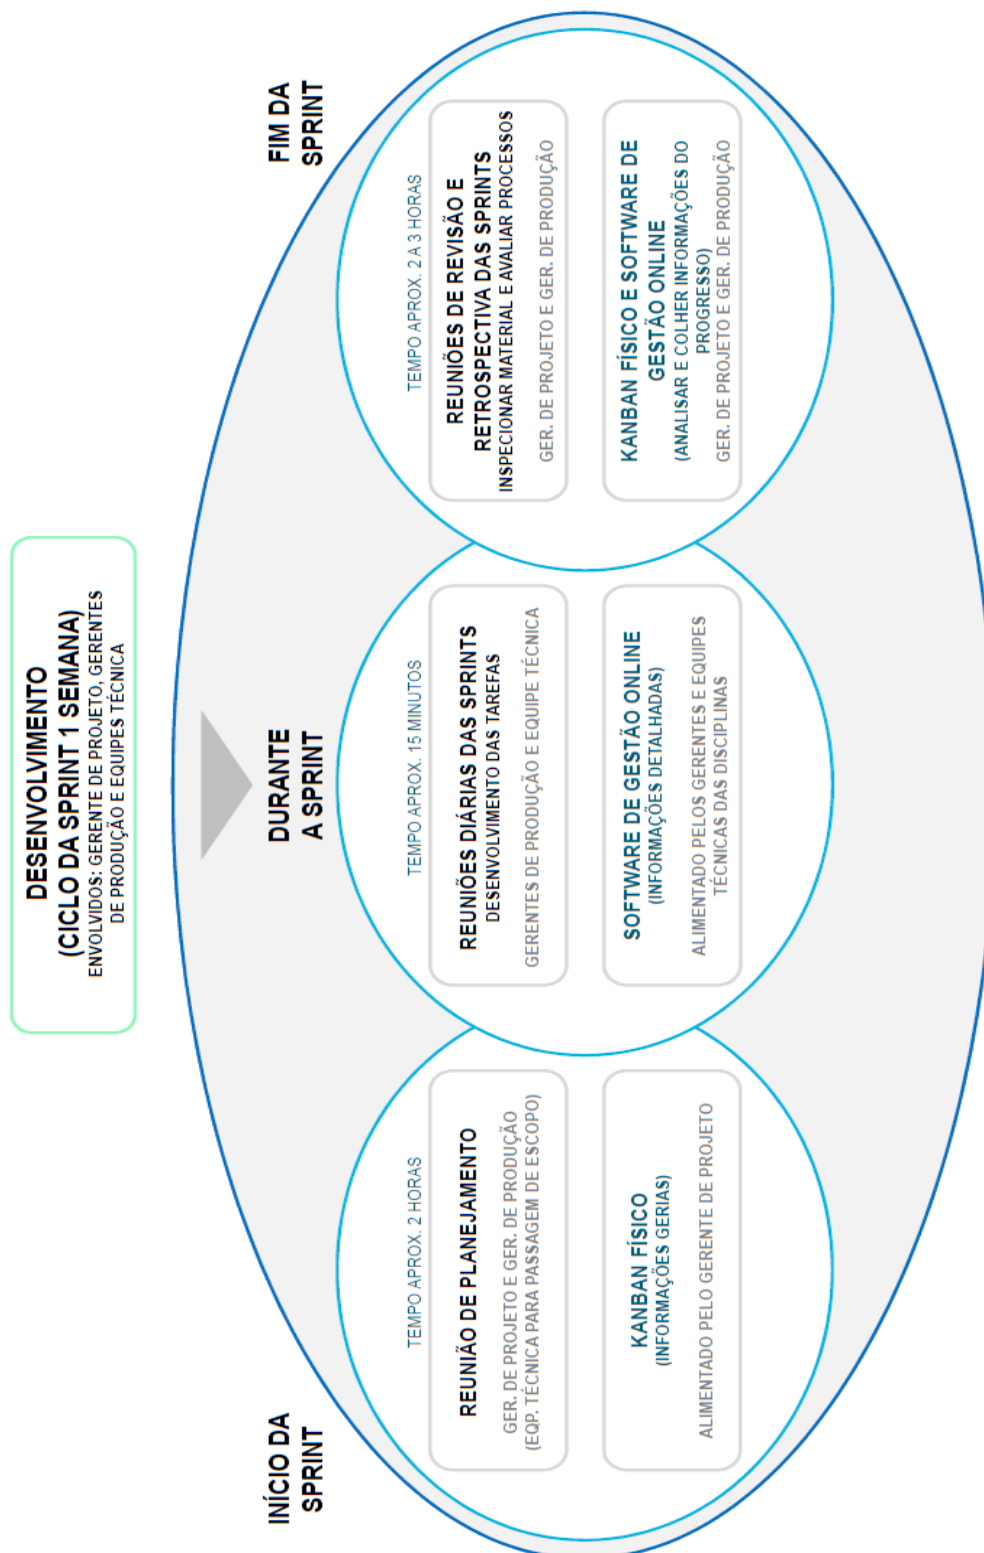 DESENVOLVIMENTO
(CICLO DA SPRINT 1 SEMANA)
ENVOLVIDOS: GERENTE DE PROJETO, GERENTES
DE PRODUÇÃO E EQUIPES TÉCNICA
INÍCIO DA
SPRINT
TEMPO APROX. 2 HORAS
REUNIÃO DE PLANEJAMENTO
GER. DE PROJETO E GER. DE PRODUÇÃO
(EQP. TÉCNICA PARA PASSAGEM DE ESCOPO)
KANBAN FÍSICO
(INFORMAÇÕES GERIAS)
ALIMENTADO PELO GERENTE DE PROJETO
DURANTE
A SPRINT
TEMPO APROX. 15 MINUTOS
REUNIÕES DIÁRIAS DAS SPRINTS
DESENVOLVIMENTO DAS TAREFAS
GERENTES DE PRODUÇÃO E EQUIPE TÉCNICA
SOFTWARE DE GESTÃO ONLINE
(INFORMAÇÕES DETALHADAS)
ALIMENTADO PELOS GERENTES E EQUIPES
TÉCNICAS DAS DISCIPLINAS
FIM DA
SPRINT
TEMPO APROX. 2 A 3 HORAS
REUNIÕES DE REVISÃO E
RETROSPECTIVA DAS SPRINTS
INSPECIONAR MATERIAL E AVALIAR PROCESSOS
GER. DE PROJETO E GER. DE PRODUÇÃO
KANBAN FÍSICO E SOFTWARE DE
GESTÃO ONLINE
(ANALISAR E COLHER INFORMAÇÕES DO
PROGRESSO)
GER. DE PROJETO E GER. DE PRODUÇÃO